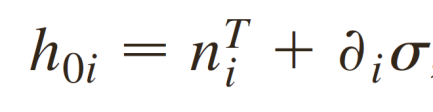 h_{0i} = n_i^T + ∂_i σ,